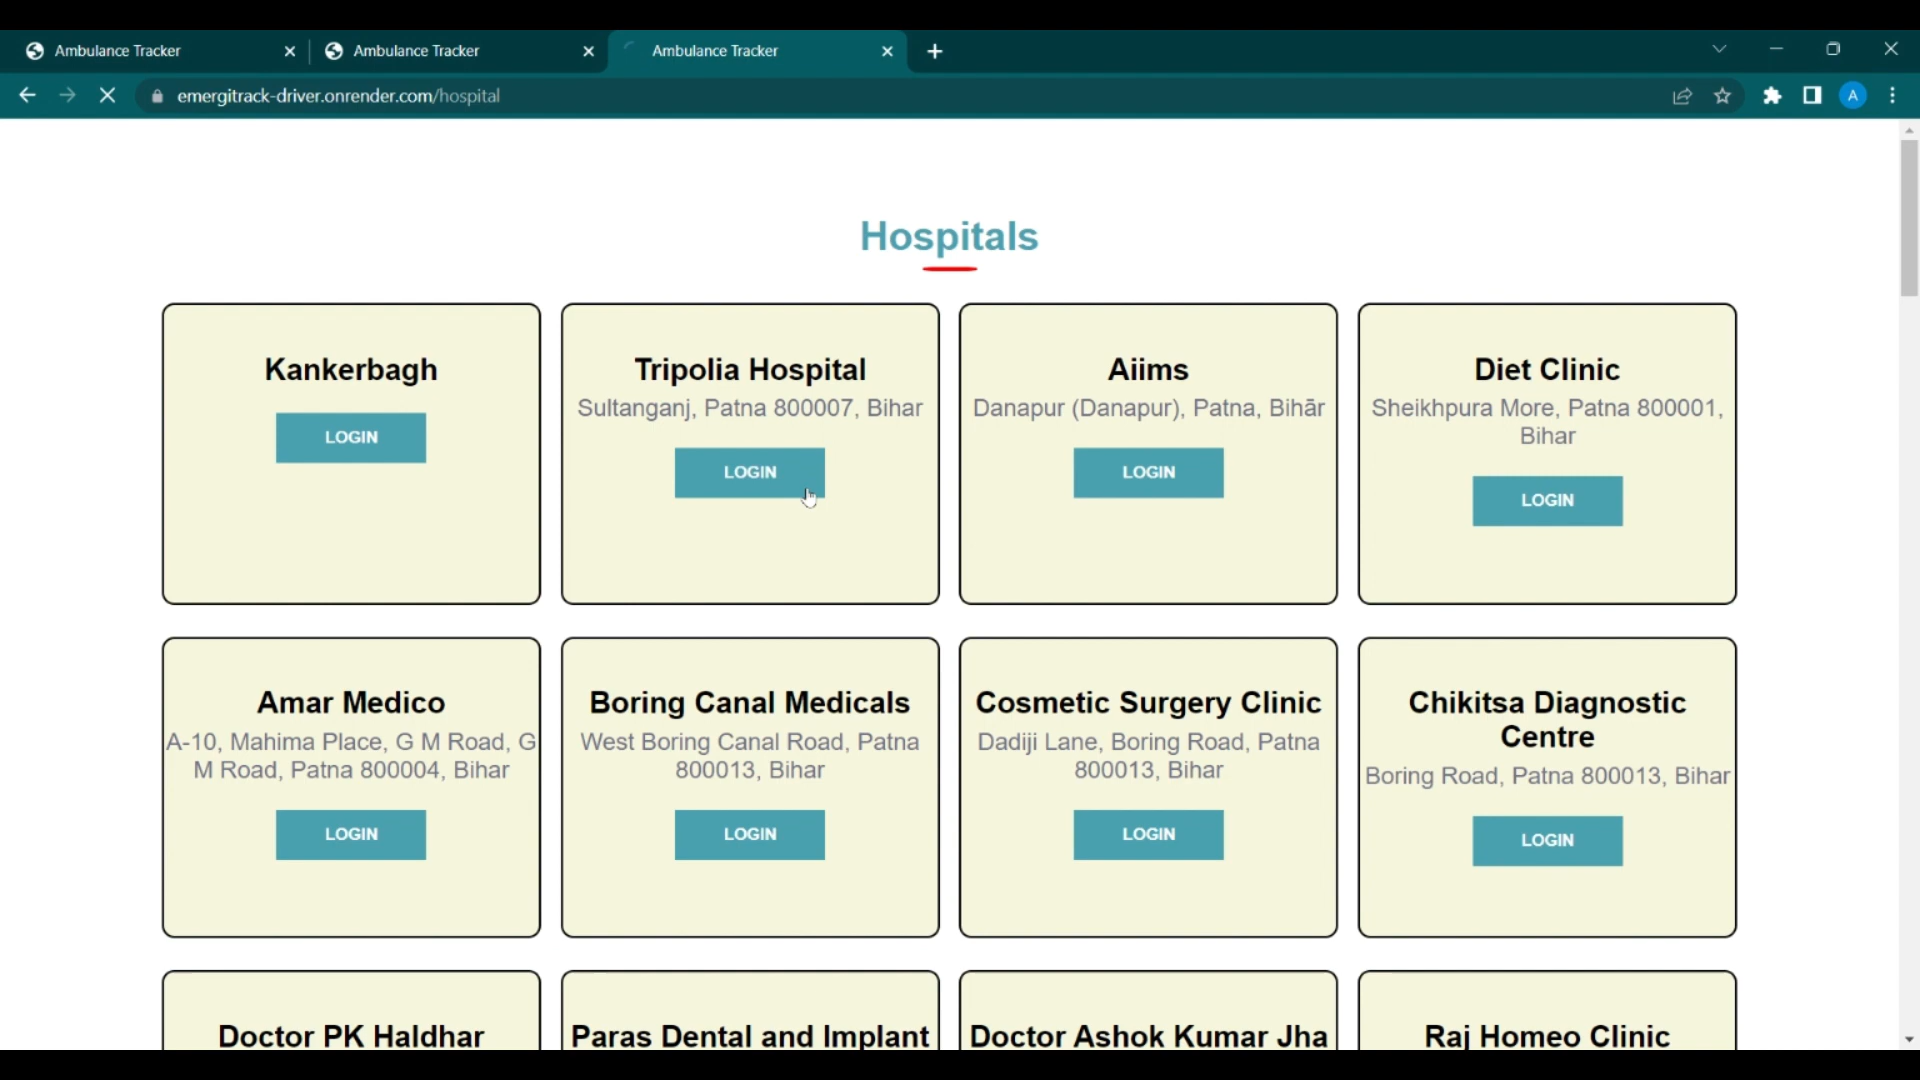 Ambulance Tracker
Ambulance Tracker
Ambulance Tracker
emergitrack-driver.onrender.com/hospital
A
Hospitals
Kankerbagh
LOGIN
Tripolia Hospital
Sultanganj, Patna 800007, Bihar
LOGIN
Aiims
Danapur (Danapur), Patna, Bihār
LOGIN
Diet Clinic
Sheikhpura More, Patna 800001,
Bihar
LOGIN
Amar Medico
A-10, Mahima Place, G M Road, G
M Road, Patna 800004, Bihar
LOGIN
Boring Canal Medicals
West Boring Canal Road, Patna
800013, Bihar
LOGIN
Cosmetic Surgery Clinic
Dadiji Lane, Boring Road, Patna
800013, Bihar
LOGIN
Chikitsa Diagnostic
Centre
Boring Road, Patna 800013, Bihar
LOGIN
Doctor PK Haldhar
Paras Dental and Implant
Doctor Ashok Kumar Jha
Raj Homeo Clinic